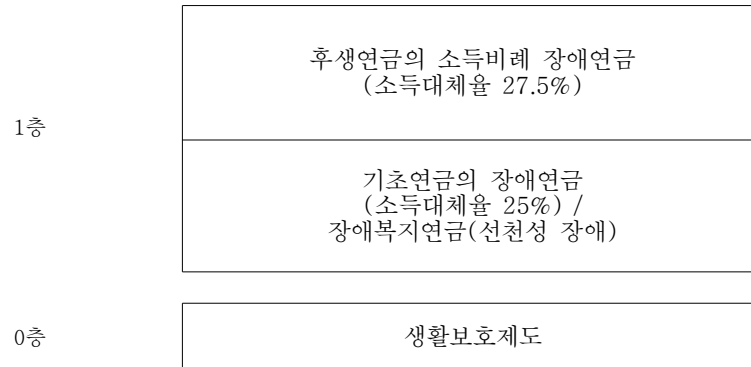 후생연금의 소득비례 장애연금
(소득대체율 27.5%)
1층
기초연금의 장애연금
(소득대체율 25%) /
장애복지연금(선천성 장애)
0층
생활보호제도